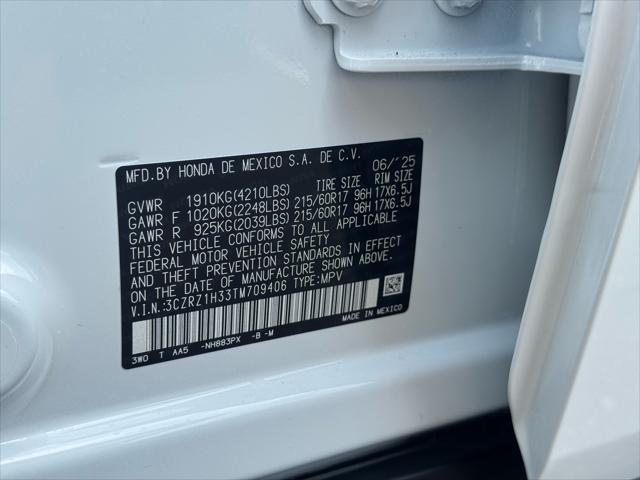 MFD. BY HONDA DE MEXICO S.A. DE C.V. 06/'25
GVWR 1910KG(4210LBS) TIRE SIZE RIM SIZE
GAWR F 1020KG(2248LBS) 215/60R17 96H 17X6.5J
GAWR R 925KG(2039LBS) 215/60R17 96H 17X6.5J
THIS VEHICLE CONFORMS TO ALL APPLICABLE
FEDERAL MOTOR VEHICLE SAFETY
AND THEFT PREVENTION STANDARDS IN EFFECT
ON THE DATE OF MANUFACTURE SHOWN ABOVE.
V.I.N.:3CZRZ1H33TM709406 TYPE:MPV
MADE IN MEXICO
3W0 T AA5 -NH883PX -B -M